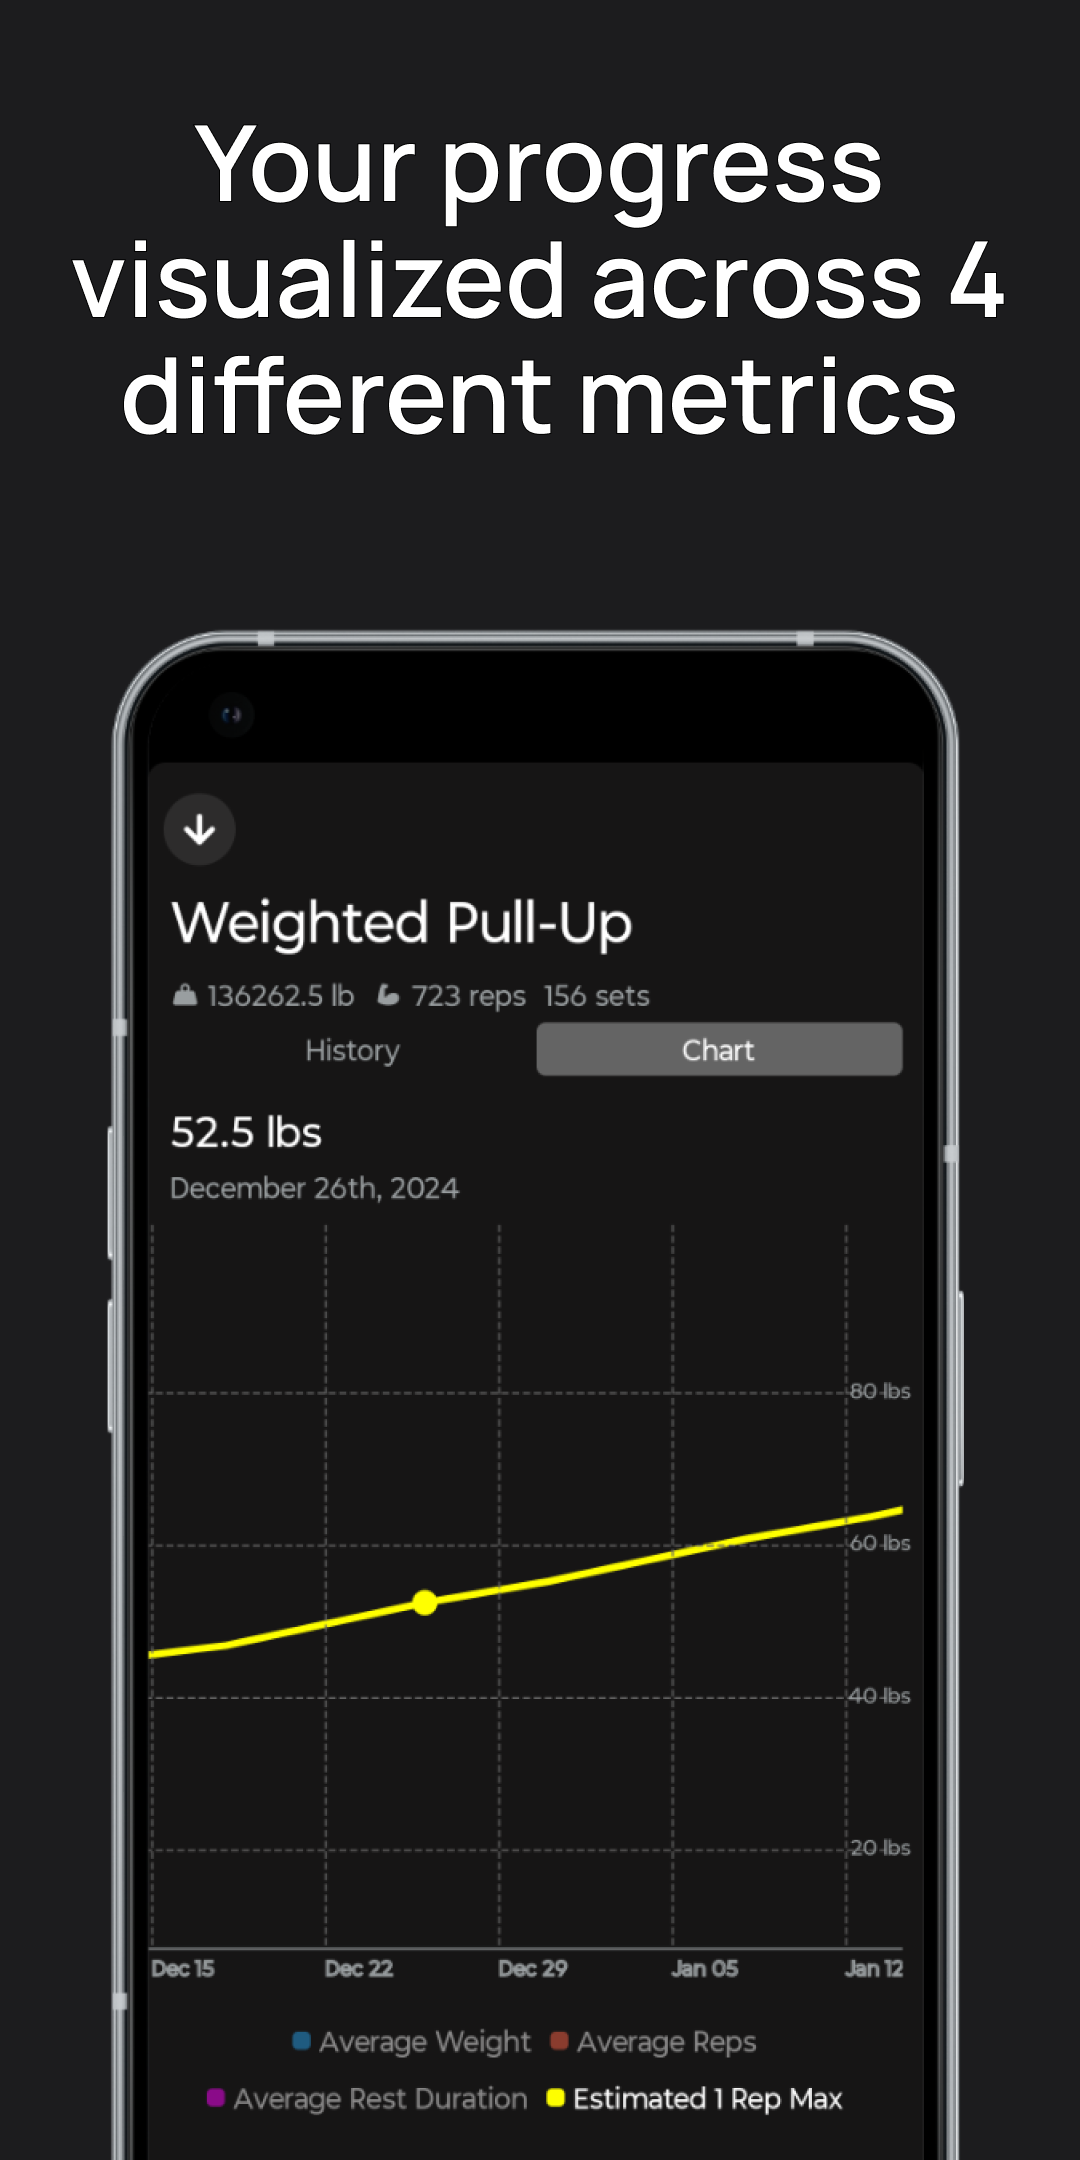 Your progress
visualized across 4
different metrics
Weighted Pull-Up
136262.5 lb 723 reps 156 sets
History Chart
52.5 lbs
December 26th, 2024
80 lbs
60 lbs
40 lbs
20 lbs
Dec 15 Dec 22 Dec 29 Jan 05 Jan 12
Average Weight Average Reps
Average Rest Duration Estimated 1 Rep Max